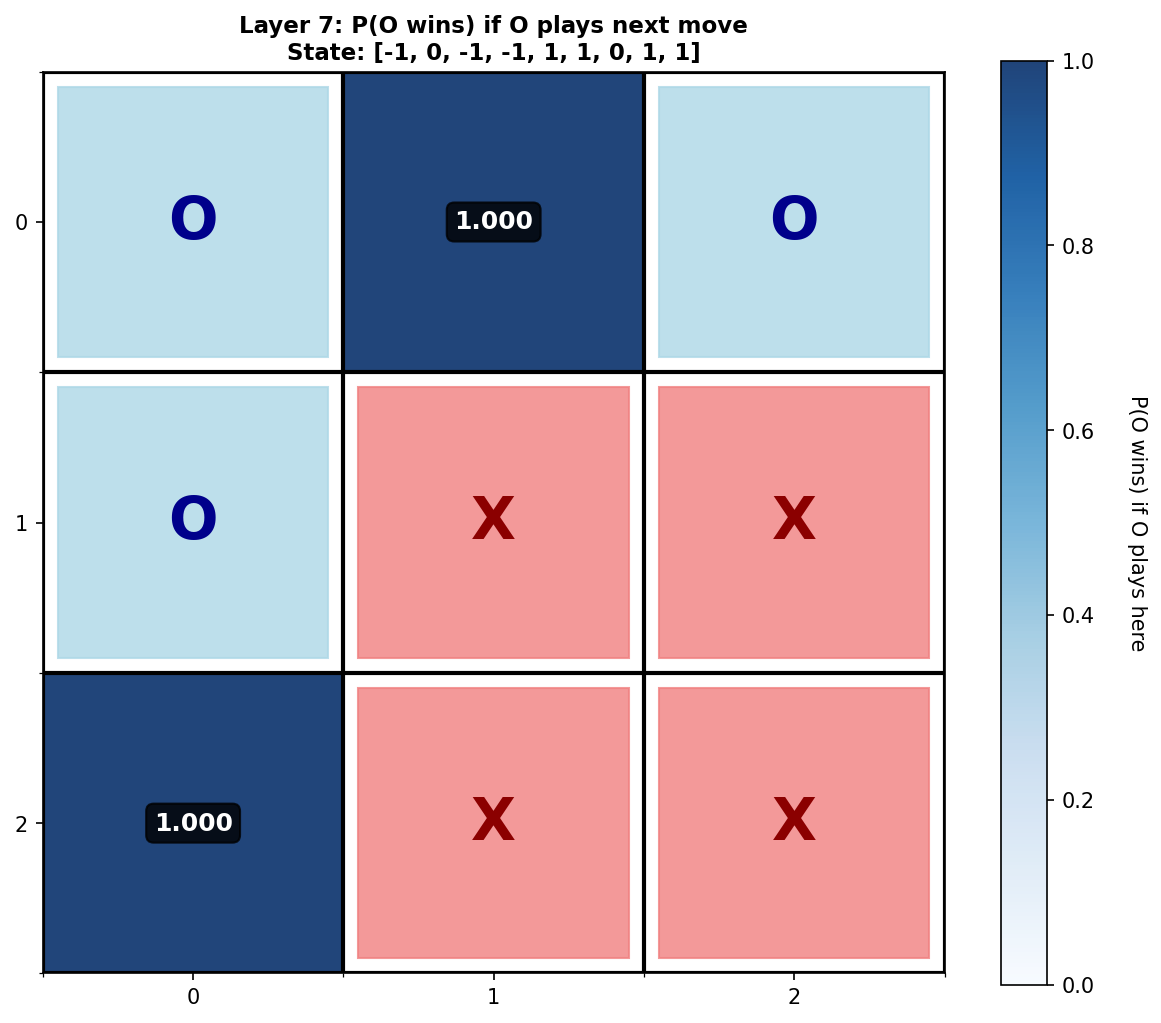 Layer 7: P(O wins) if O plays next move
State: [-1, 0, -1, -1, 1, 1, 0, 1, 1]
0
O
1.000
O
1
O
X
X
2
1.000
X
X
0
1
2
1.0
0.8
0.6
0.4
0.2
0.0
P(O wins) if O plays here